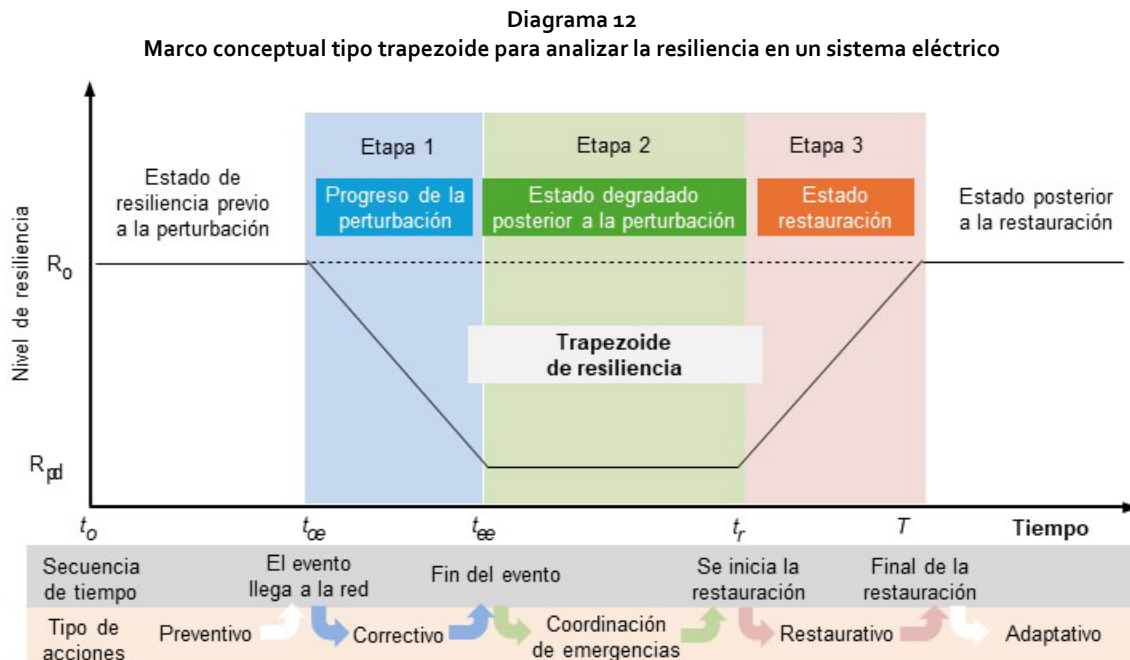 Diagrama 12
Marco conceptual tipo trapezoide para analizar la resiliencia en un sistema eléctrico
Nivel de resiliencia
Estado de
resiliencia previo
a la perturbación
Etapa 1
Progreso de la
perturbación
Etapa 2
Estado degradado
posterior a la perturbación
Etapa 3
Estado
restauración
Estado posterior
a la restauración
Ro
Trapezoide
de resiliencia
Rpd
to
toe
tee
tr
T
Tiempo
Secuencia
de tiempo
El evento
llega a la red
Fin del evento
Se inicia la
restauración
Final de la
restauración
Tipo de
acciones
Preventivo
Correctivo
Coordinación
de emergencias
Restaurativo
Adaptativo